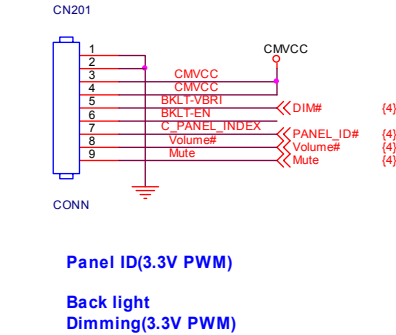 CN201
CMVCC
1
2
3 CMVCC
4 CMVCC
5 BKLT-VBRI DIM# {4}
6 BKLT-EN
7 C_PANEL_INDEX PANEL_ID# {4}
8 Volume# Volume# {4}
9 Mute Mute {4}
CONN
Panel ID(3.3V PWM)
Back light
Dimming(3.3V PWM)